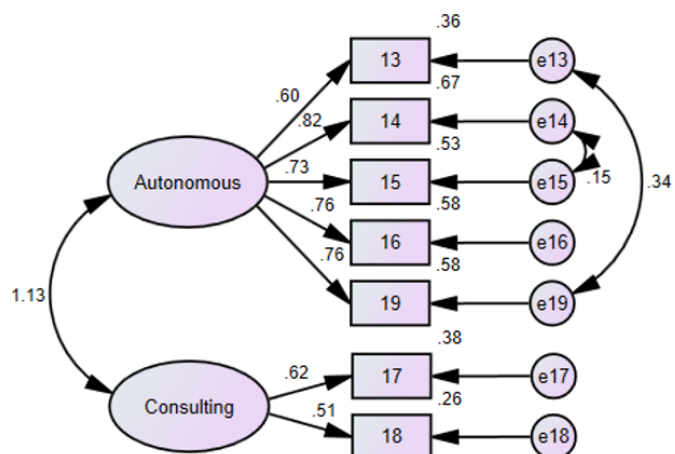 .36
13
e13
.67
.60
.82
14
e14
.53
.73
Autonomous
15
e15
.15
.34
.58
.76
16
e16
.58
.76
19
e19
1.13
.38
.62
17
e17
.26
Consulting
.51
18
e18